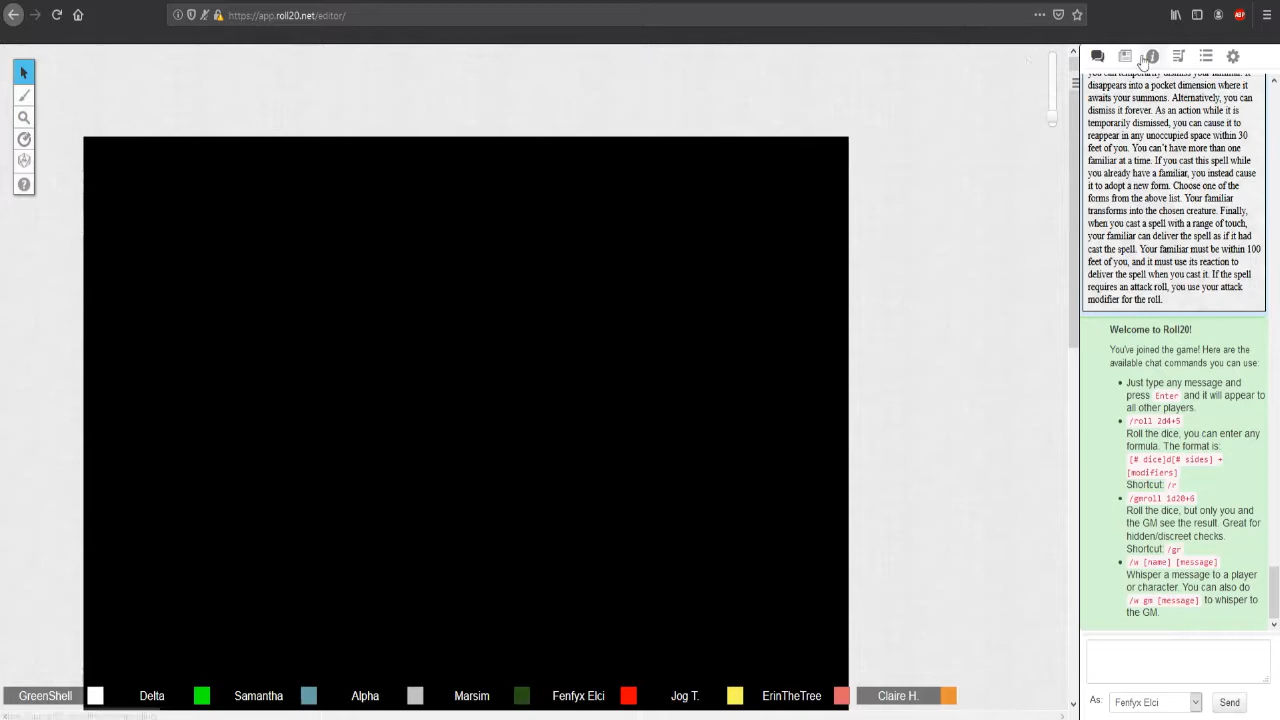 https://app.roll20.net/editor/
ABP
disappears into a pocket dimension where it
awaits your summons. Alternatively, you can
dismiss it forever. As an action while it is
temporarily dismissed, you can cause it to
reappear in any unoccupied space within 30
feet of you. You can't have more than one
familiar at a time. If you cast this spell while
you already have a familiar, you instead cause
it to adopt a new form. Choose one of the
forms from the above list. Your familiar
transforms into the chosen creature. Finally,
when you cast a spell with a range of touch,
your familiar can deliver the spell as if it had
cast the spell. Your familiar must be within 100
feet of you, and it must use its reaction to
deliver the spell when you cast it. If the spell
requires an attack roll, you use your attack
modifier for the roll.
Welcome to Roll20!
You've joined the game! Here are the
available chat commands you can use:
Just type any message and
press Enter and it will appear to
all other players.
/roll 2d4+5
Roll the dice, you can enter any
formula. The format is:
[# dice]d[# sides] +
[modifiers]
Shortcut: /r
/gmroll 1d20+6
Roll the dice, but only you and
the GM see the result. Great for
hidden/discreet checks.
Shortcut: /gr
/w [name] [message]
Whisper a message to a player
or character. You can also do
/w gm [message] to whisper to
the GM.
GreenShell Delta Samantha Alpha Marsim Fenfyx Elci Jog T. ErinTheTree Claire H.
As: Fenfyx Elci Send